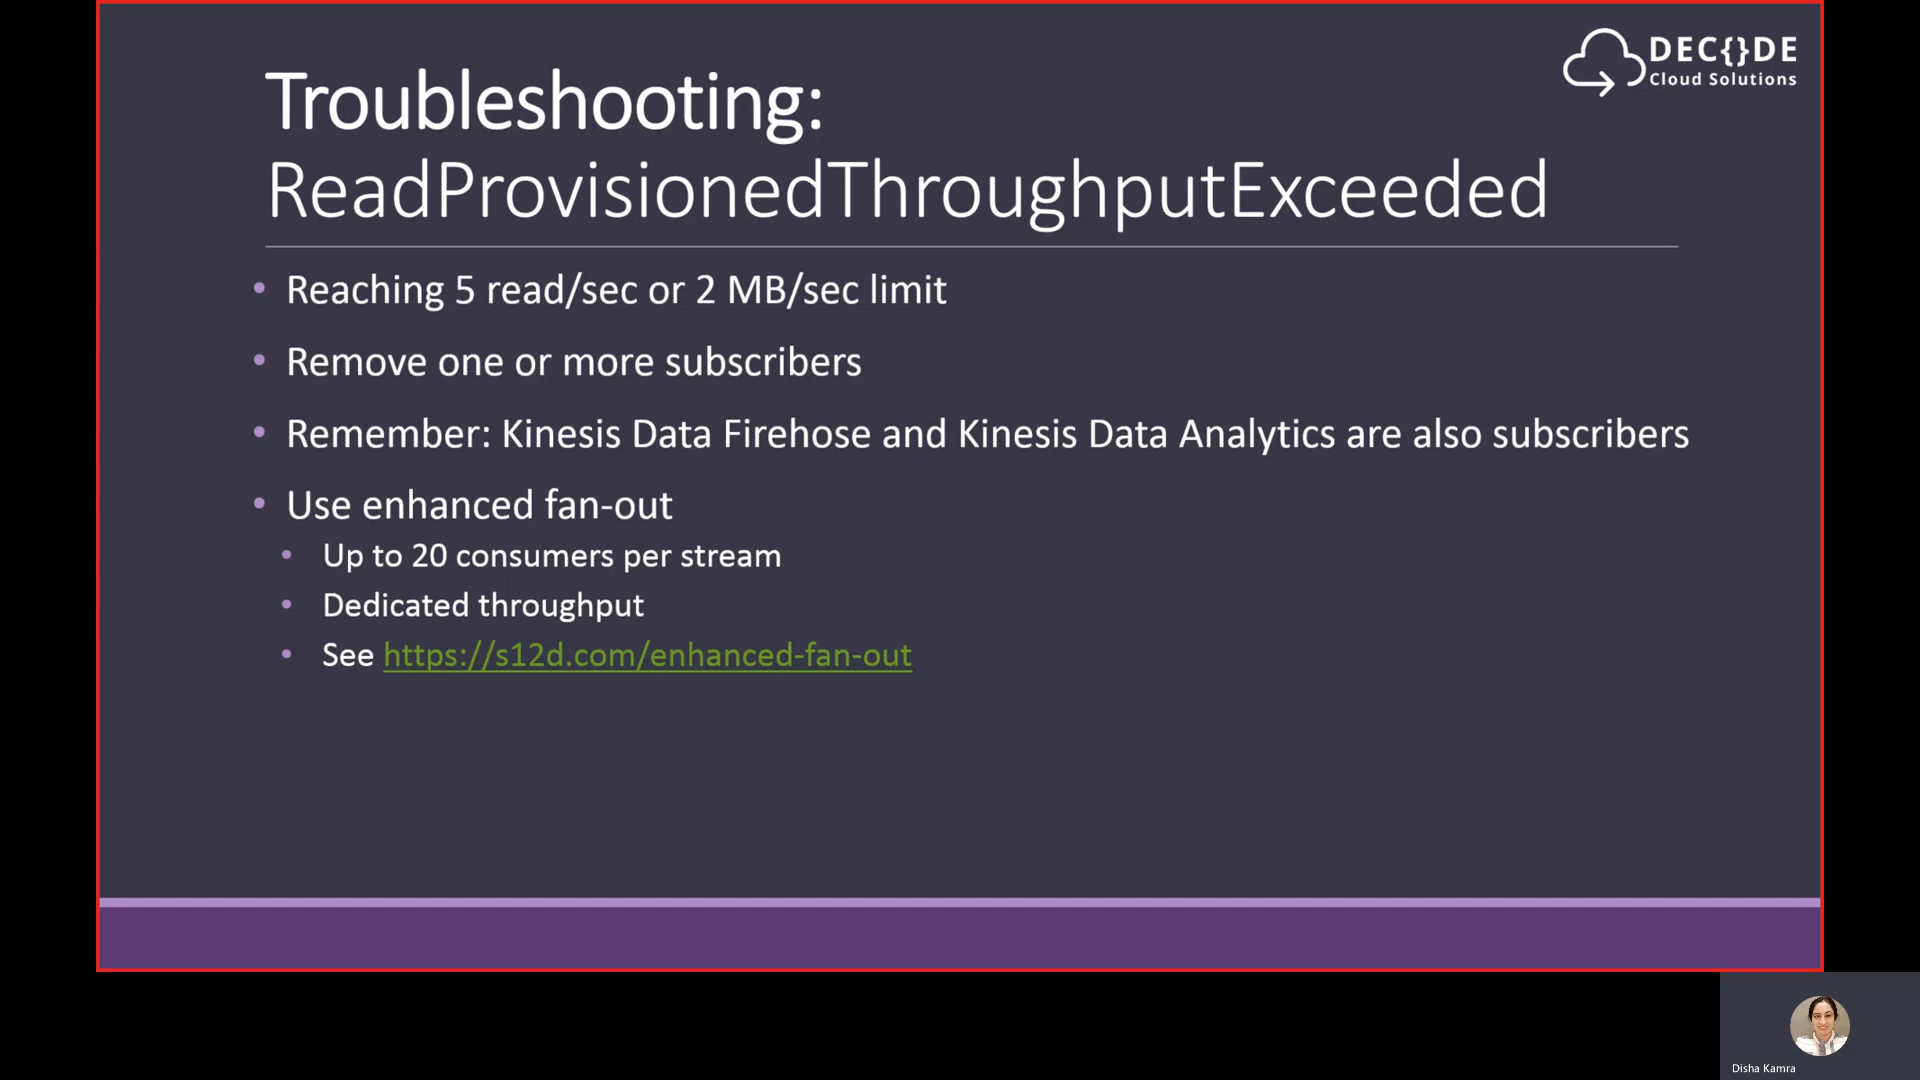 DEC{}DE
Cloud Solutions
Troubleshooting:
ReadProvisionedThroughputExceeded
• Reaching 5 read/sec or 2 MB/sec limit
• Remove one or more subscribers
• Remember: Kinesis Data Firehose and Kinesis Data Analytics are also subscribers
• Use enhanced fan-out
• Up to 20 consumers per stream
• Dedicated throughput
• See https://s12d.com/enhanced-fan-out
Disha Kamra